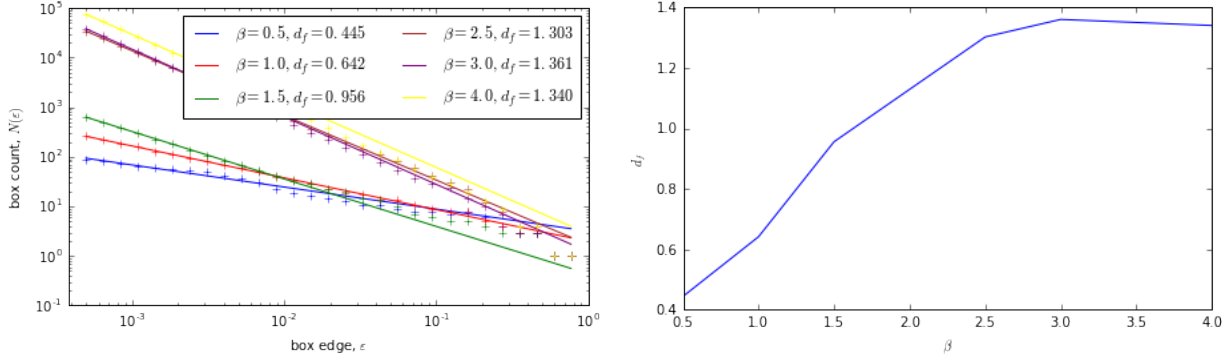 10^5
10^4
10^3
10^2
10^1
10^0
10^-1
box count, N(ε)
β = 0.5, d_f = 0.445
β = 1.0, d_f = 0.642
β = 1.5, d_f = 0.956
β = 2.5, d_f = 1.303
β = 3.0, d_f = 1.361
β = 4.0, d_f = 1.340
10^-3
10^-2
10^-1
10^0
box edge, ε
1.4
1.2
1.0
0.8
0.6
0.4
d_f
0.5
1.0
1.5
2.0
2.5
3.0
3.5
4.0
β